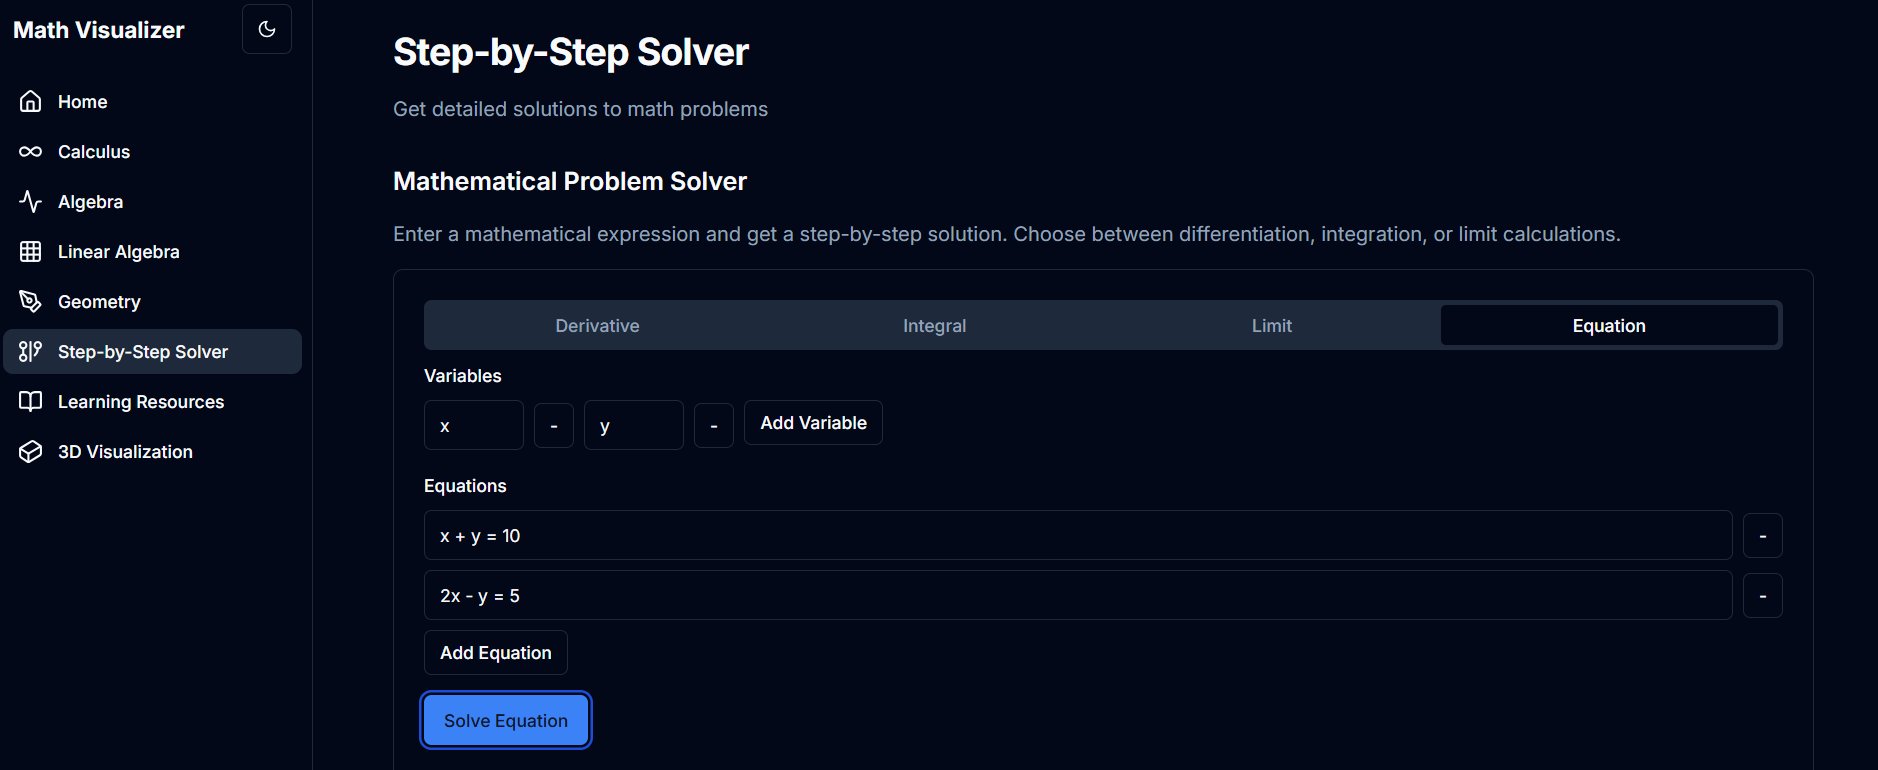 Math Visualizer
Home
Calculus
Algebra
Linear Algebra
Geometry
Step-by-Step Solver
Learning Resources
3D Visualization
Step-by-Step Solver
Get detailed solutions to math problems
Mathematical Problem Solver
Enter a mathematical expression and get a step-by-step solution. Choose between differentiation, integration, or limit calculations.
Derivative Integral Limit Equation
Variables
x - y - Add Variable
Equations
x + y = 10 -
2x - y = 5 -
Add Equation
Solve Equation